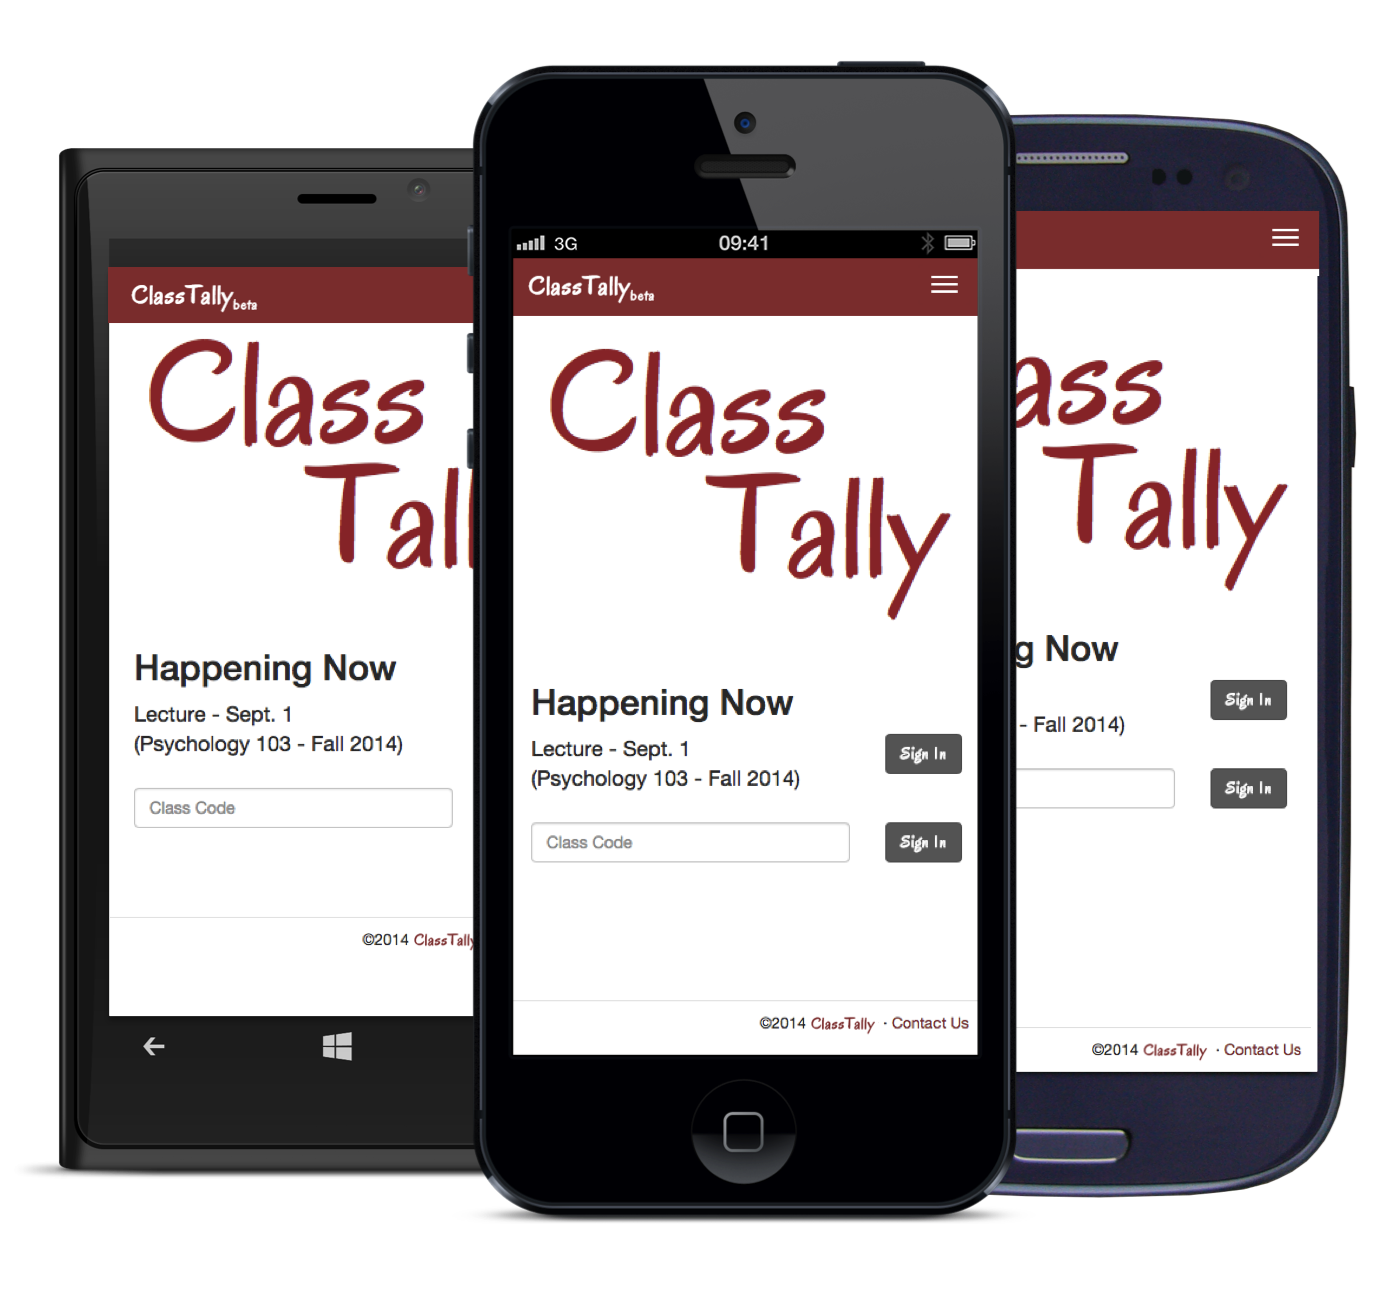 ClassTally beta
Class
Tall
Happening Now
Lecture - Sept. 1
(Psychology 103 - Fall 2014)
Class Code
©2014 ClassTally
3G 09:41
ClassTally beta
Class
Tally
Happening Now
Lecture - Sept. 1
(Psychology 103 - Fall 2014)
Sign In
Class Code
Sign In
©2014 ClassTally · Contact Us
ass
Tally
g Now
Sign In
- Fall 2014)
Sign In
©2014 ClassTally · Contact Us